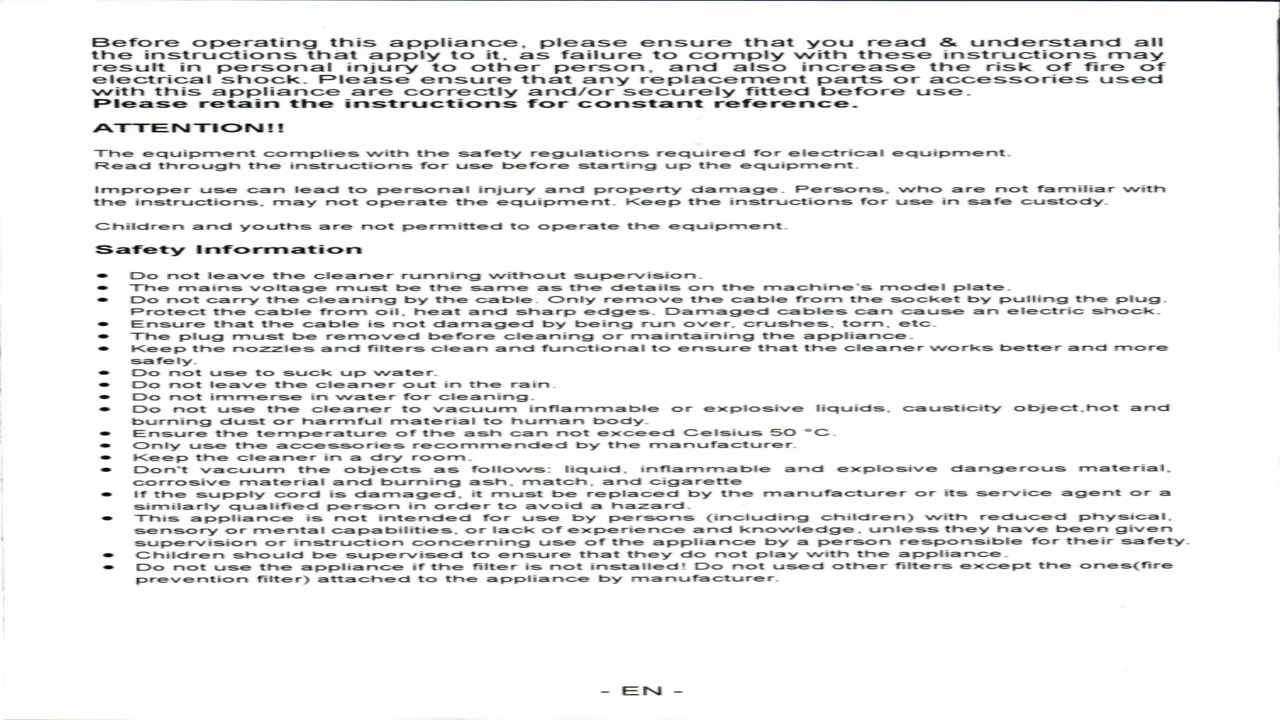 Before operating this appliance, please ensure that you read & understand all
the instructions that apply to it, as failure to comply with these instructions may
result in personal injury to other person, and also increase the risk of fire of
electrical shock. Please ensure that any replacement parts or accessories used
with this appliance are correctly and/or securely fitted before use.
Please retain the instructions for constant reference.
ATTENTION!!
The equipment complies with the safety regulations required for electrical equipment.
Read through the instructions for use before starting up the equipment.
Improper use can lead to personal injury and property damage. Persons, who are not familiar with
the instructions, may not operate the equipment. Keep the instructions for use in safe custody.
Children and youths are not permitted to operate the equipment.
Safety Information
• Do not leave the cleaner running without supervision.
• The mains voltage must be the same as the details on the machine's model plate.
• Do not carry the cleaning by the cable. Only remove the cable from the socket by pulling the plug.
Protect the cable from oil, heat and sharp edges. Damaged cables can cause an electric shock.
• Ensure that the cable is not damaged by being run over, crushes, torn, etc.
• The plug must be removed before cleaning or maintaining the appliance.
• Keep the nozzles and filters clean and functional to ensure that the cleaner works better and more
safely.
• Do not use to suck up water.
• Do not leave the cleaner out in the rain.
• Do not immerse in water for cleaning.
• Do not use the cleaner to vacuum inflammable or explosive liquids, causticity object,hot and
burning dust or harmful material to human body.
• Ensure the temperature of the ash can not exceed Celsius 50 °C.
• Only use the accessories recommended by the manufacturer.
• Keep the cleaner in a dry room.
• Don't vacuum the objects as follows: liquid, inflammable and explosive dangerous material,
corrosive material and burning ash, match, and cigarette
• If the supply cord is damaged, it must be replaced by the manufacturer or its service agent or a
similarly qualified person in order to avoid a hazard.
• This appliance is not intended for use by persons (including children) with reduced physical,
sensory or mental capabilities, or lack of experience and knowledge, unless they have been given
supervision or instruction concerning use of the appliance by a person responsible for their safety.
• Children should be supervised to ensure that they do not play with the appliance.
• Do not use the appliance if the filter is not installed! Do not used other filters except the ones(fire
prevention filter) attached to the appliance by manufacturer.
- EN -